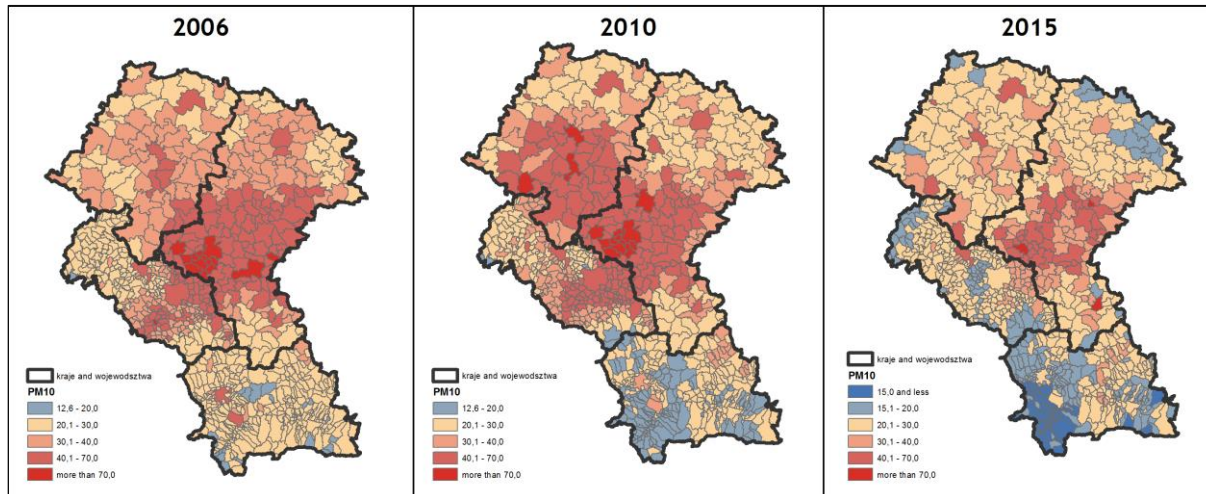 2006
kraje and wojewodsztwa
PM10
12,6 - 20,0
20,1 - 30,0
30,1 - 40,0
40,1 - 70,0
more than 70,0
2010
kraje and wojewodsztwa
PM10
12,6 - 20,0
20,1 - 30,0
30,1 - 40,0
40,1 - 70,0
more than 70,0
2015
kraje and wojewodsztwa
PM10
15,0 and less
15,1 - 20,0
20,1 - 30,0
30,1 - 40,0
40,1 - 70,0
more than 70,0